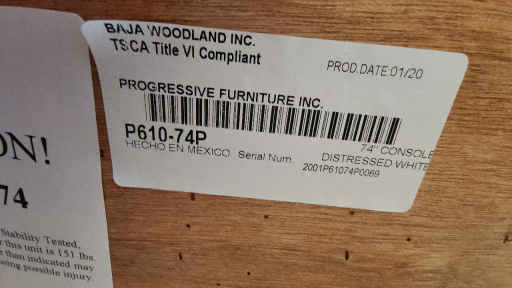 BAJA WOODLAND INC.
TSCA Title VI Compliant
PROD.DATE:01/20
PROGRESSIVE FURNITURE INC.
P610-74P
74" CONSOLE
HECHO EN MEXICO Serial Num.
DISTRESSED WHITE
2001P61074P0069
ON!
74
Stability Tested,
this unit is 151 lbs.
than indicated may
possible injury